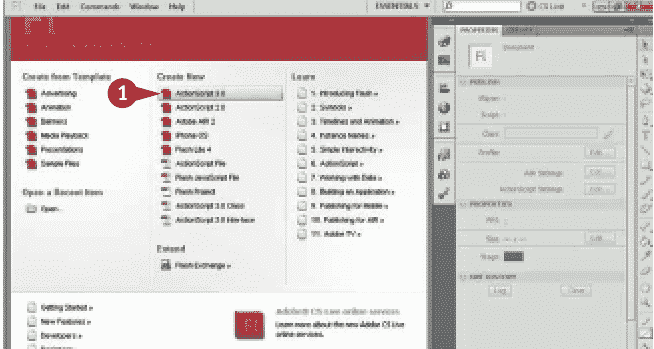 Fl File Edit Commands Window Help ESSENTIALS CS Live
Fl
Create from Template
Advertising
Animation
Banners
Media Playback
Presentations
Sample Files
Open a Recent Item
Open...
1
Create New
ActionScript 3.0
ActionScript 2.0
Adobe AIR 2
iPhone OS
Flash Lite 4
ActionScript File
Flash JavaScript File
Flash Project
ActionScript 3.0 Class
ActionScript 3.0 Interface
Extend
Flash Exchange »
Learn
1. Introducing Flash »
2. Symbols »
3. Timelines and Animation »
4. Instance Names »
5. Simple Interactivity »
6. ActionScript »
7. Working with Data »
8. Building an Application »
9. Publishing for Mobile »
10. Publishing for AIR »
11. Adobe TV »
Getting Started »
New Features »
Developers »
Fl
Adobe® CS Live online services
Learn more about the new Adobe CS Live
online services.
PROPERTIES LIBRARY
Fl
Document
PUBLISH
Player: -
Script: -
Class:
Profile: Edit...
AIR Settings Edit...
ActionScript Settings Edit...
PROPERTIES
FPS:
Size: Edit...
Stage:
Log Clear